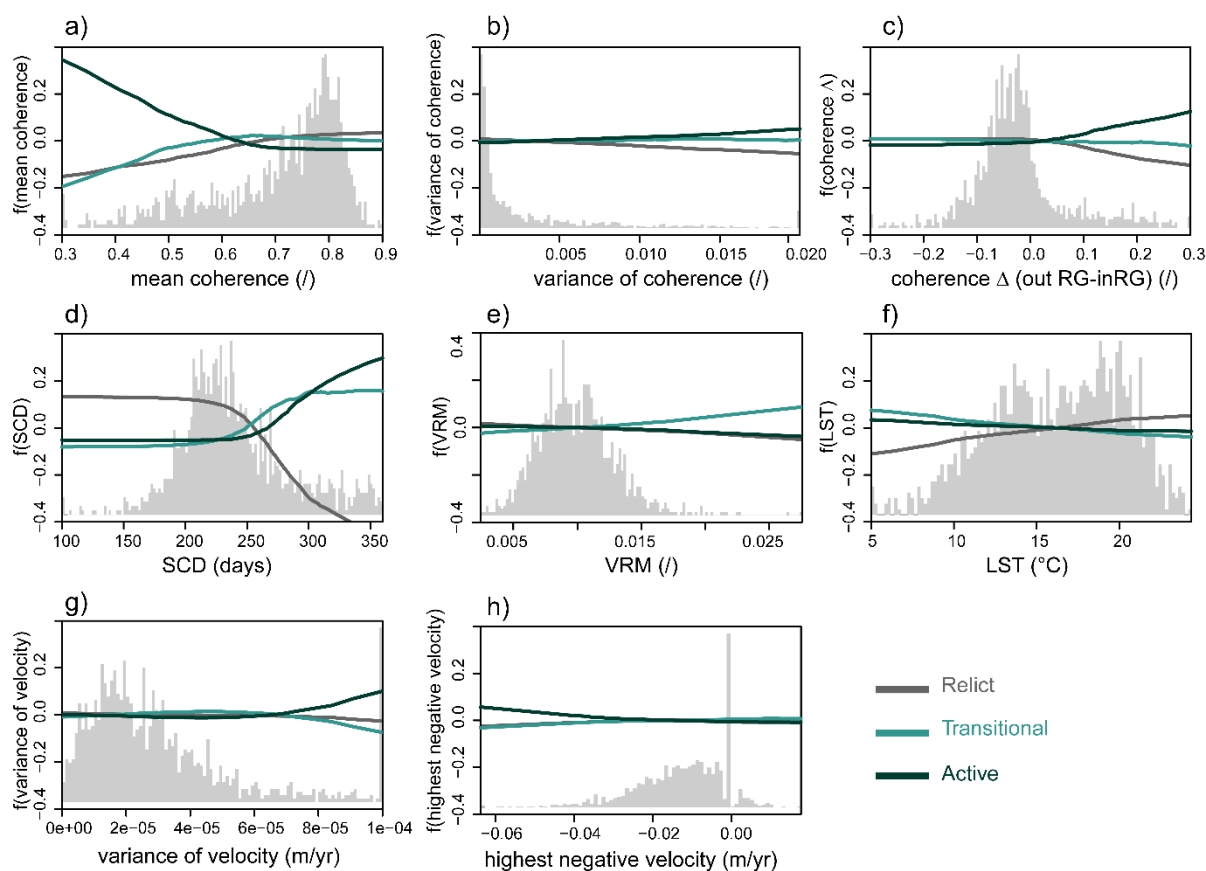 a)
f(mean coherence)
0.2
0.0
−0.2
−0.4
0.3 0.4 0.5 0.6 0.7 0.8 0.9
mean coherence (/)
b)
f(variance of coherence)
0.2
0.0
−0.2
−0.4
0.005 0.010 0.015 0.020
variance of coherence (/)
c)
f(coherence Δ)
0.2
0.0
−0.2
−0.4
−0.3 −0.2 −0.1 0.0 0.1 0.2 0.3
coherence Δ (out RG-inRG) (/)
d)
f(SCD)
0.2
0.0
−0.2
−0.4
100 150 200 250 300 350
SCD (days)
e)
f(VRM)
0.4
0.0
−0.4
0.005 0.015 0.025
VRM (/)
f)
f(LST)
0.2
0.0
−0.2
−0.4
5 10 15 20
LST (°C)
g)
f(variance of velocity)
0.2
0.0
−0.2
−0.4
0e+00 2e−05 4e−05 6e−05 1e−04
variance of velocity (m/yr)
h)
f(highest negative velocity)
0.2
0.0
−0.2
−0.4
−0.06 −0.04 −0.02 0.00
highest negative velocity (m/yr)
Relict
Transitional
Active